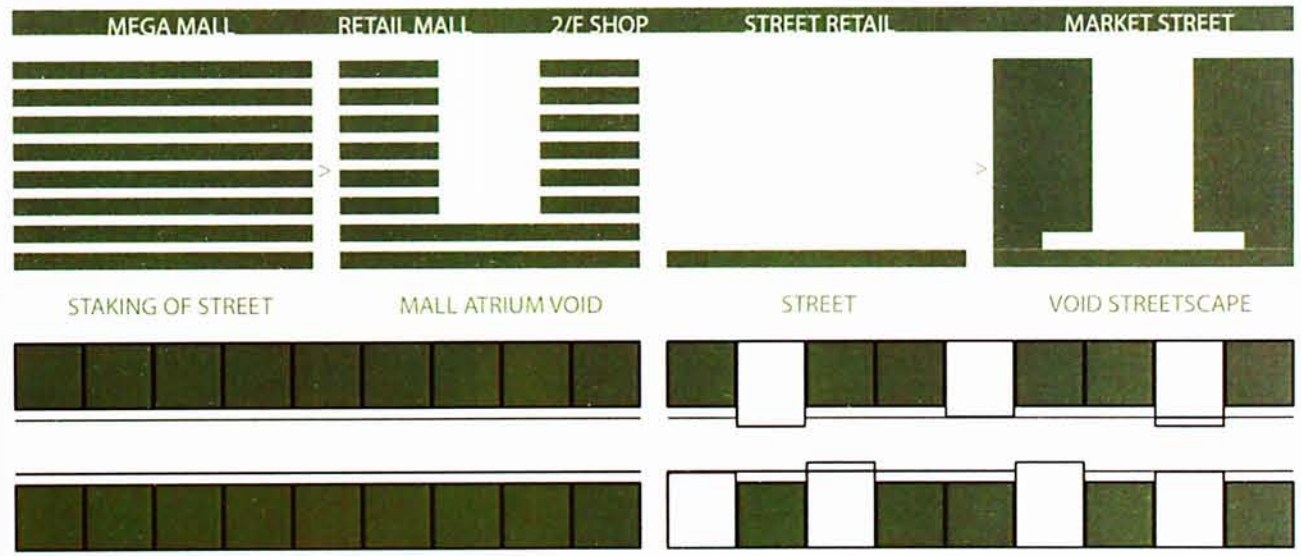 MEGA MALL RETAIL MALL 2/F SHOP STREET RETAIL MARKET STREET
>
>
STAKING OF STREET MALL ATRIUM VOID STREET VOID STREETSCAPE